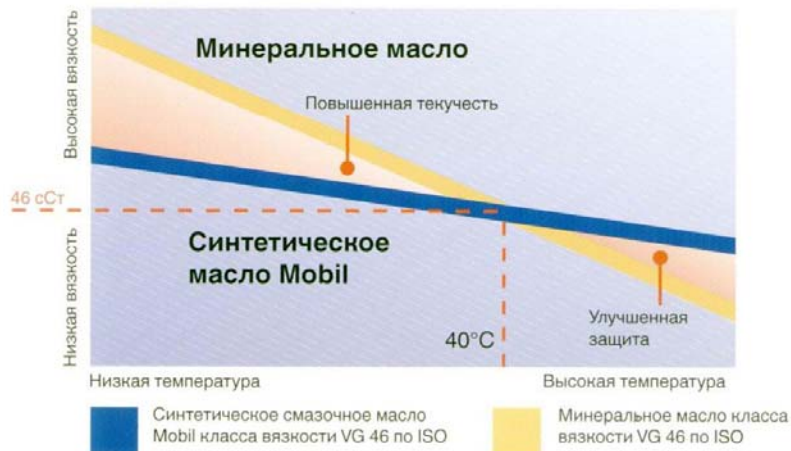 Минеральное масло
Повышенная текучесть
Высокая вязкость
46 сСт
Синтетическое
масло Mobil
Низкая вязкость
40°C
Улучшенная
защита
Низкая температура
Высокая температура
Синтетическое смазочное масло
Mobil класса вязкости VG 46 по ISO
Минеральное масло класса
вязкости VG 46 по ISO